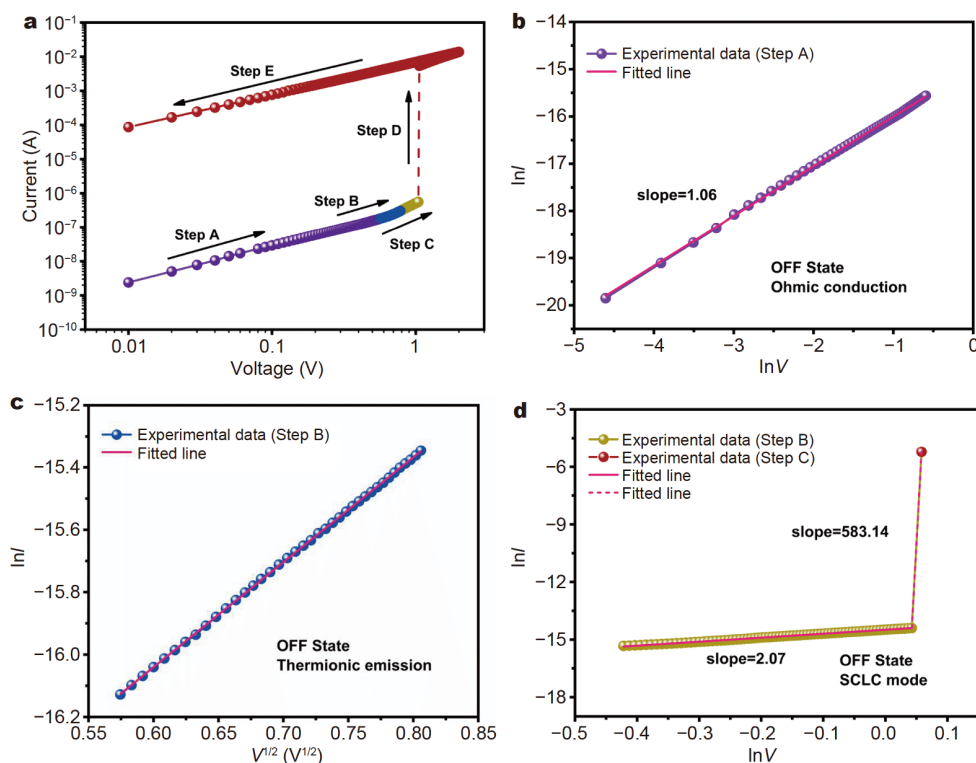 a
10⁻¹
10⁻²
10⁻³
10⁻⁴
10⁻⁵
10⁻⁶
10⁻⁷
10⁻⁸
10⁻⁹
10⁻¹⁰
Current (A)
Step E
Step D
Step B
Step A
Step C
0.01
0.1
1
Voltage (V)
b
Experimental data (Step A)
Fitted line
−16
−17
−18
−19
−20
lnI
slope=1.06
OFF State
Ohmic conduction
−5
−4
−3
−2
−1
0
lnV
c
−15.2
−15.4
−15.6
−15.8
−16.0
−16.2
lnI
Experimental data (Step B)
Fitted line
OFF State
Thermionic emission
0.55
0.60
0.65
0.70
0.75
0.80
0.85
V¹ᐟ² (V¹ᐟ²)
d
−3
−6
−9
−12
−15
−18
lnI
Experimental data (Step B)
Experimental data (Step C)
Fitted line
Fitted line
slope=583.14
slope=2.07
OFF State
SCLC mode
−0.5
−0.4
−0.3
−0.2
−0.1
0.0
0.1
lnV